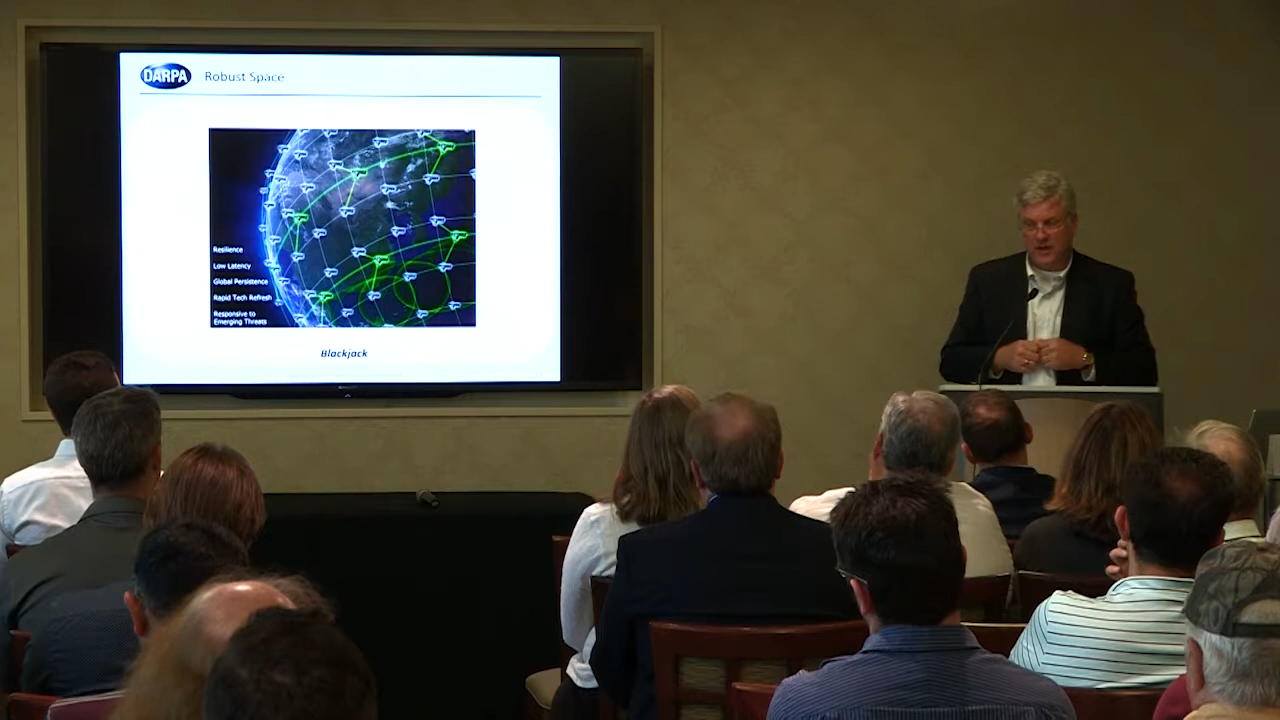 DARPA
Robust Space
Resilience
Low Latency
Global Persistence
Rapid Tech Refresh
Responsive to
Emerging Threats
Blackjack